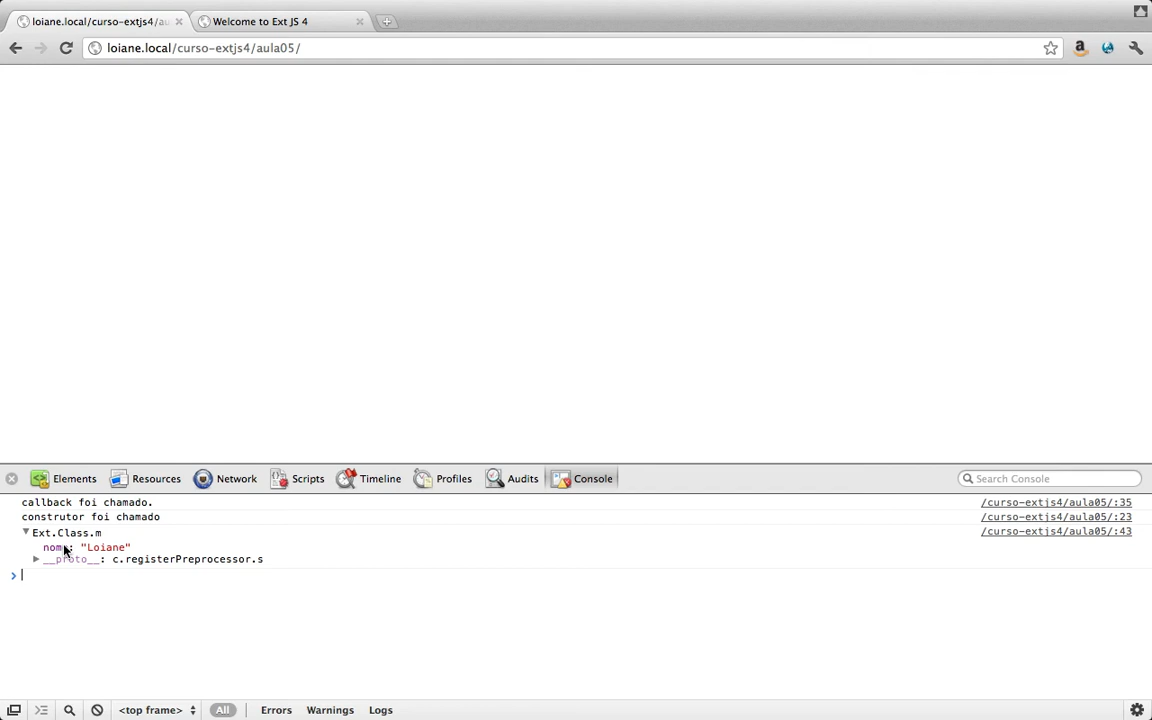 loiane.local/curso-extjs4/au
Welcome to Ext JS 4
loiane.local/curso-extjs4/aula05/
Elements Resources Network Scripts Timeline Profiles Audits Console Search Console
callback foi chamado. /curso-extjs4/aula05/:35
construtor foi chamado /curso-extjs4/aula05/:23
Ext.Class.m /curso-extjs4/aula05/:43
"Loiane"
__proto__: c.registerPreprocessor.s
<top frame> All Errors Warnings Logs